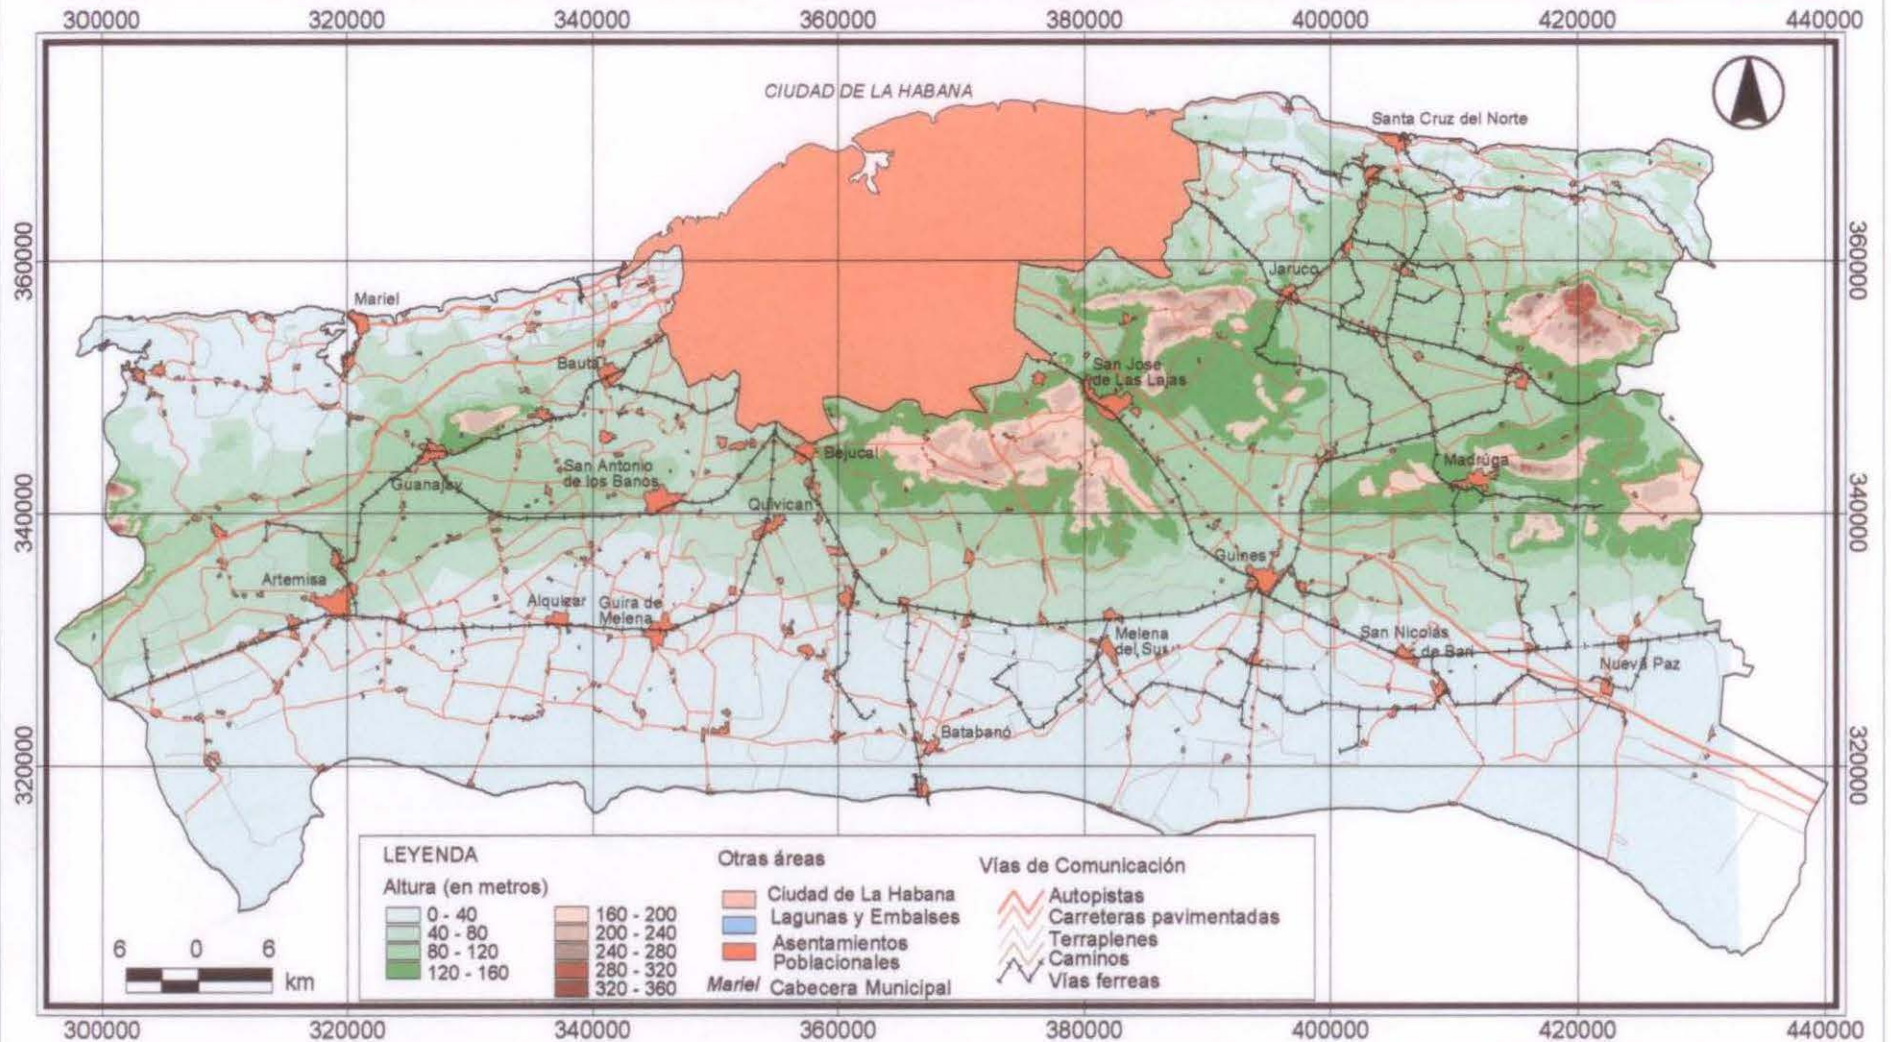 300000 320000 340000 360000 380000 400000 420000 440000
CIUDAD DE LA HABANA
Santa Cruz del Norte
360000
360000
Jaruco
Mariel
Bauta
San Jose
de Las Lajas
Bejucal
Madruga
San Antonio
de los Banos
Guanajay
Quivican
340000
340000
Guines
Artemisa
Alquizar
Guira de
Melena
Melena
del Sur
San Nicolás
de Bari
Nueva Paz
Batabanó
320000
320000
LEYENDA
Altura (en metros)
0 - 40
40 - 80
80 - 120
120 - 160
160 - 200
200 - 240
240 - 280
280 - 320
320 - 360
Otras áreas
Ciudad de La Habana
Lagunas y Embalses
Asentamientos
Poblacionales
Mariel Cabecera Municipal
Vías de Comunicación
Autopistas
Carreteras pavimentadas
Terraplenes
Caminos
Vías ferreas
6 0 6
km
300000 320000 340000 360000 380000 400000 420000 440000